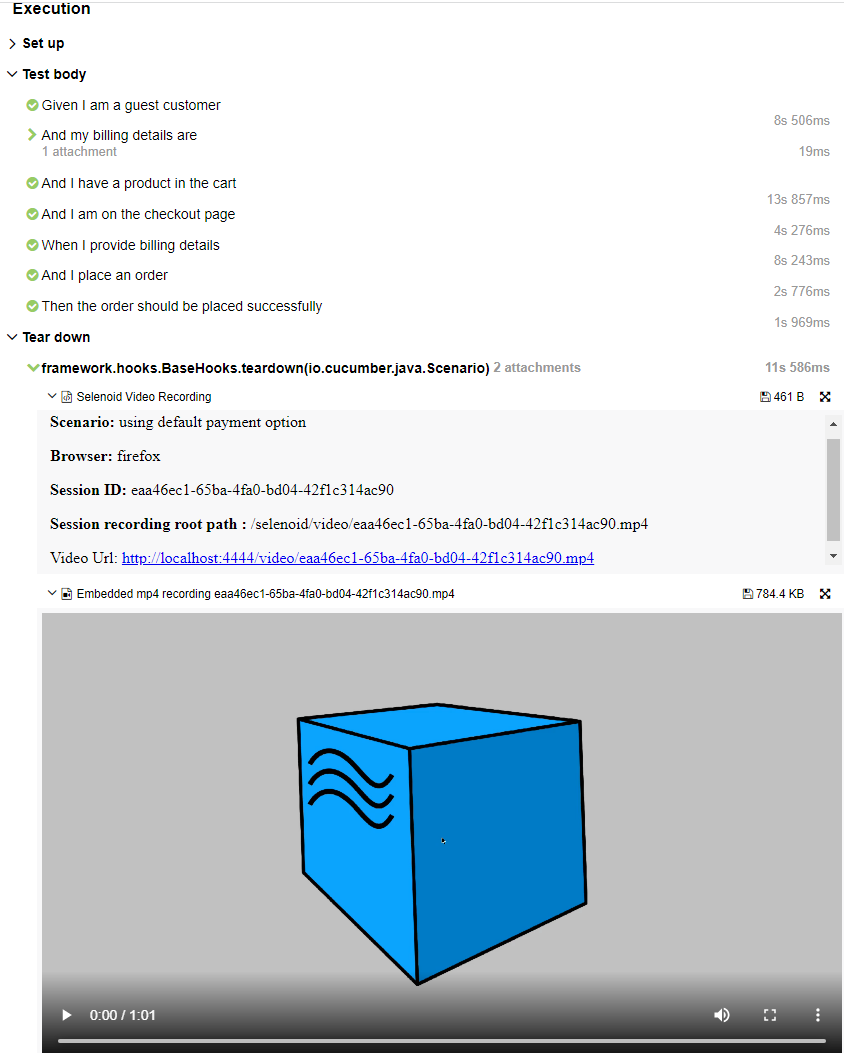 Execution
Set up
Test body
Given I am a guest customer
8s 506ms
And my billing details are
1 attachment
19ms
And I have a product in the cart
13s 857ms
And I am on the checkout page
4s 276ms
When I provide billing details
8s 243ms
And I place an order
2s 776ms
Then the order should be placed successfully
1s 969ms
Tear down
framework.hooks.BaseHooks.teardown(io.cucumber.java.Scenario) 2 attachments 11s 586ms
Selenoid Video Recording 461 B
Scenario: using default payment option
Browser: firefox
Session ID: eaa46ec1-65ba-4fa0-bd04-42f1c314ac90
Session recording root path : /selenoid/video/eaa46ec1-65ba-4fa0-bd04-42f1c314ac90.mp4
Video Url: http://localhost:4444/video/eaa46ec1-65ba-4fa0-bd04-42f1c314ac90.mp4
Embedded mp4 recording eaa46ec1-65ba-4fa0-bd04-42f1c314ac90.mp4 784.4 KB
0:00 / 1:01